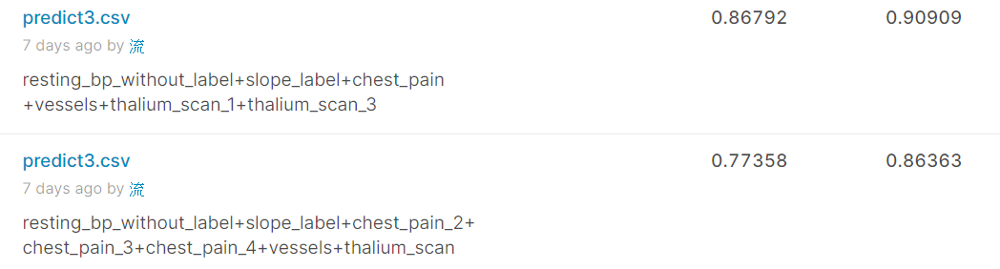 predict3.csv 0.86792 0.90909
7 days ago by 流
resting_bp_without_label+slope_label+chest_pain
+vessels+thalium_scan_1+thalium_scan_3
predict3.csv 0.77358 0.86363
7 days ago by 流
resting_bp_without_label+slope_label+chest_pain_2+
chest_pain_3+chest_pain_4+vessels+thalium_scan